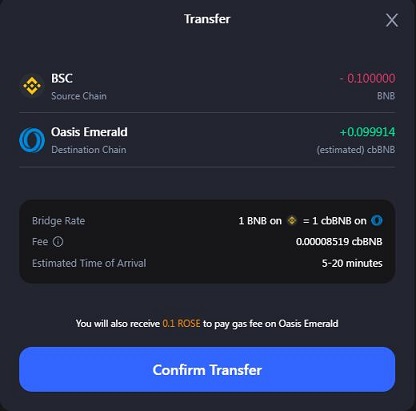 Transfer
BSC
- 0.100000
Source Chain
BNB
Oasis Emerald
+0.099914
Destination Chain
(estimated) cbBNB
Bridge Rate
1 BNB on = 1 cbBNB on
Fee
0.00008519 cbBNB
Estimated Time of Arrival
5-20 minutes
You will also receive 0.1 ROSE to pay gas fee on Oasis Emerald
Confirm Transfer